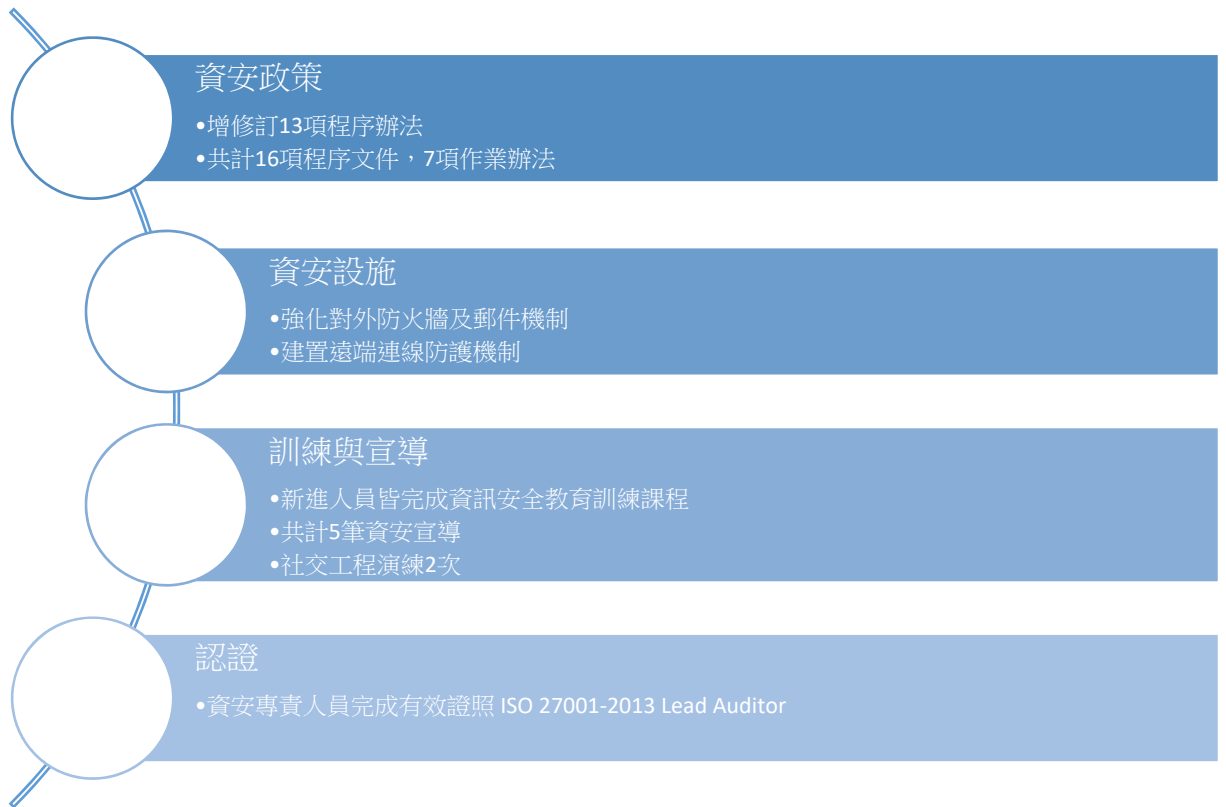 資安政策
•增修訂13項程序辦法
•共計16項程序文件，7項作業辦法
資安設施
•強化對外防火牆及郵件機制
•建置遠端連線防護機制
訓練與宣導
•新進人員皆完成資訊安全教育訓練課程
•共計5筆資安宣導
•社交工程演練2次
認證
•資安專責人員完成有效證照 ISO 27001-2013 Lead Auditor